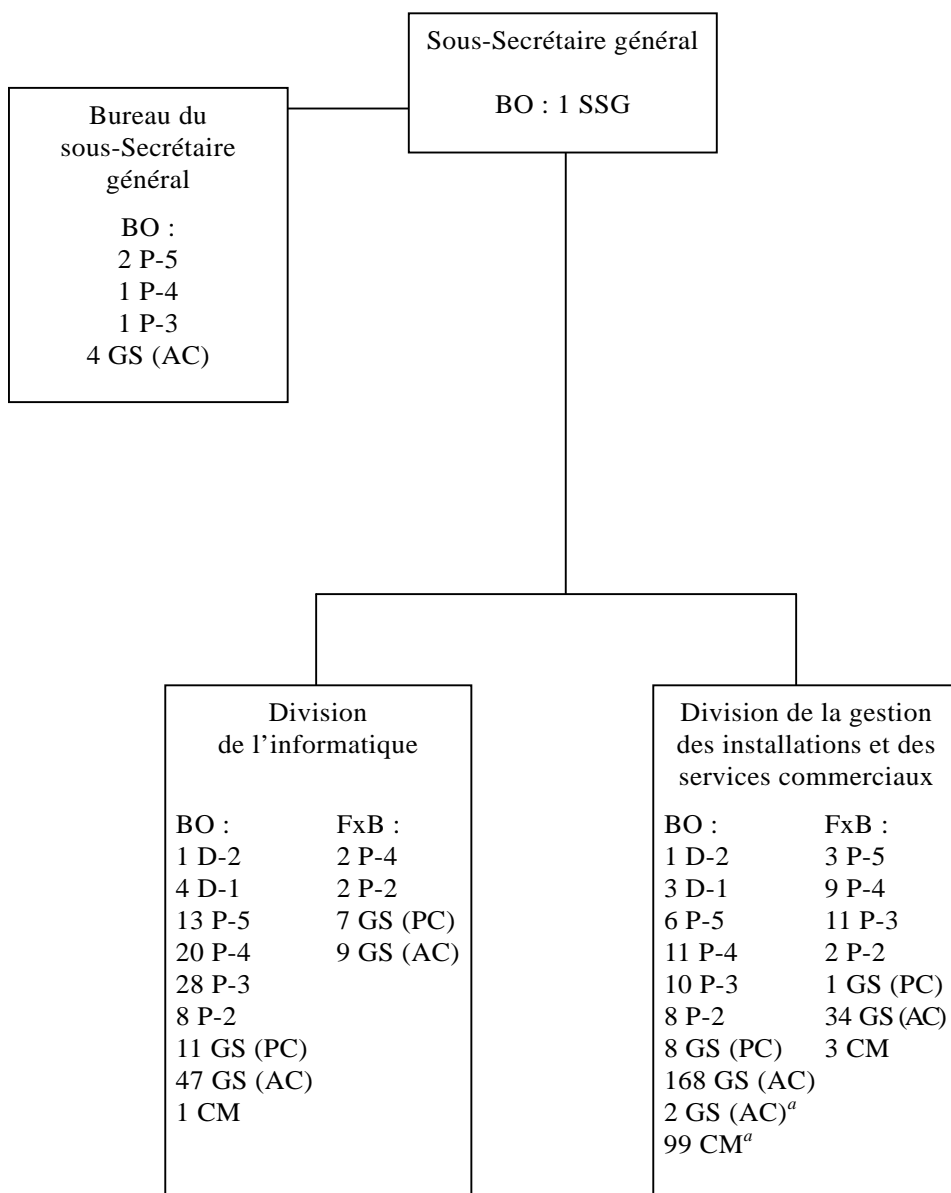 Sous-Secrétaire général
BO : 1 SSG
Bureau du
sous-Secrétaire
général
BO :
2 P-5
1 P-4
1 P-3
4 GS (AC)
Division
de l’informatique
BO :
1 D-2
4 D-1
13 P-5
20 P-4
28 P-3
8 P-2
11 GS (PC)
47 GS (AC)
1 CM
FxB :
2 P-4
2 P-2
7 GS (PC)
9 GS (AC)
Division de la gestion
des installations et des
services commerciaux
BO :
1 D-2
3 D-1
6 P-5
11 P-4
10 P-3
8 P-2
8 GS (PC)
168 GS (AC)
2 GS (AC)a
99 CMa
FxB :
3 P-5
9 P-4
11 P-3
2 P-2
1 GS (PC)
34 GS (AC)
3 CM